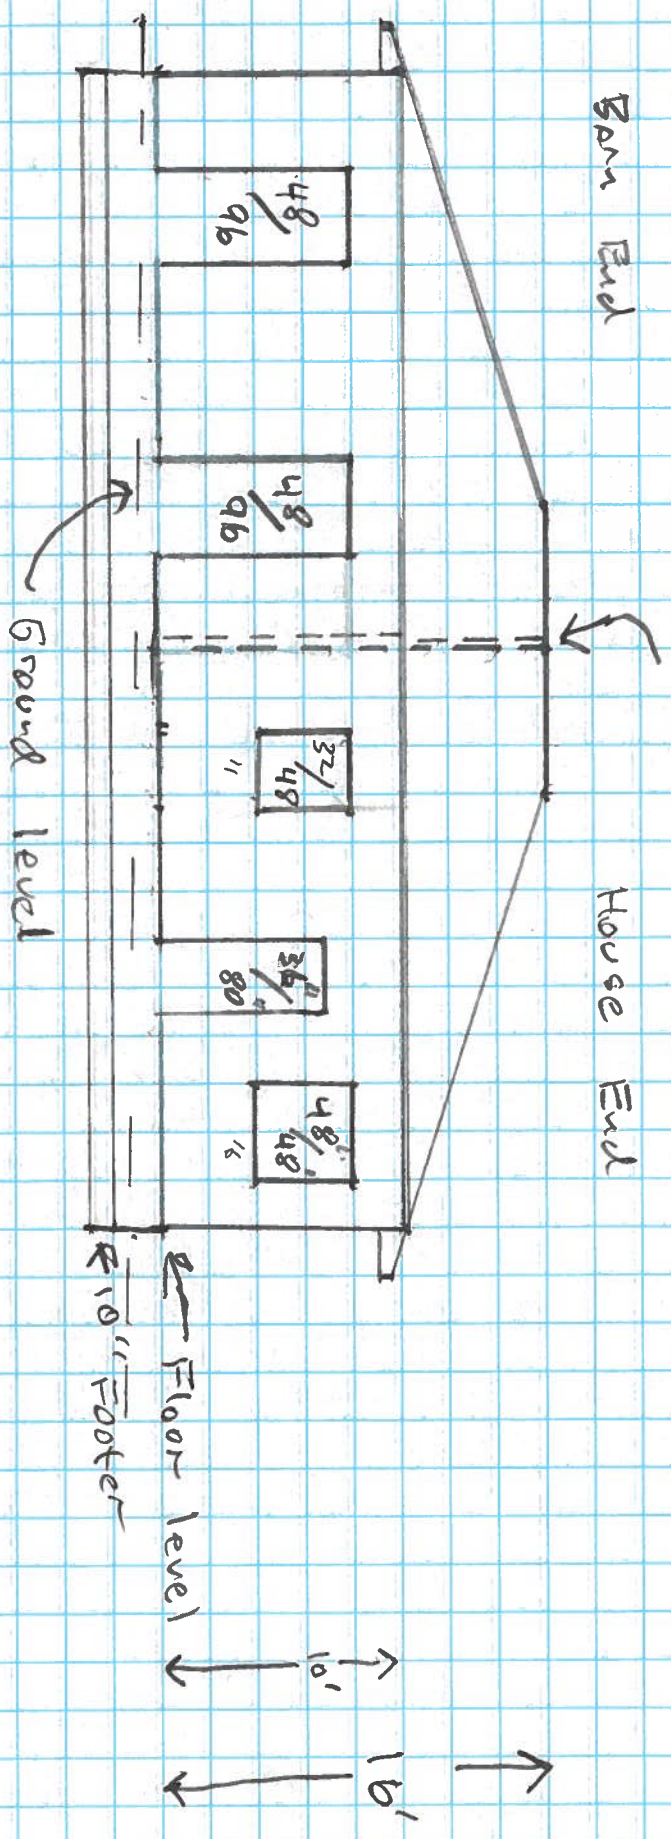 Barn End
House End
48/96
48/96
32/48
"
36"/80"
48"/48"
"
Ground level
← Floor level
← 10" Footer
10'
16'